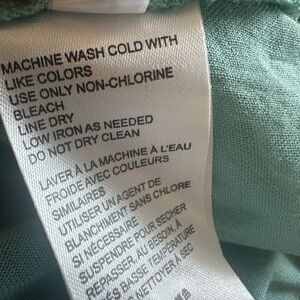 MACHINE WASH COLD WITH
LIKE COLORS
USE ONLY NON-CHLORINE
BLEACH
LINE DRY
LOW IRON AS NEEDED
DO NOT DRY CLEAN
LAVER À LA MACHINE À L'EAU
FROIDE AVEC COULEURS
SIMILAIRES
UTILISER UN AGENT DE
BLANCHIMENT SANS CHLORE
SI NÉCESSAIRE
SUSPENDRE POUR SÉCHER
REPASSER, AU BESOIN, À
BASSE TEMPÉRATURE
NETTOYER À SEC